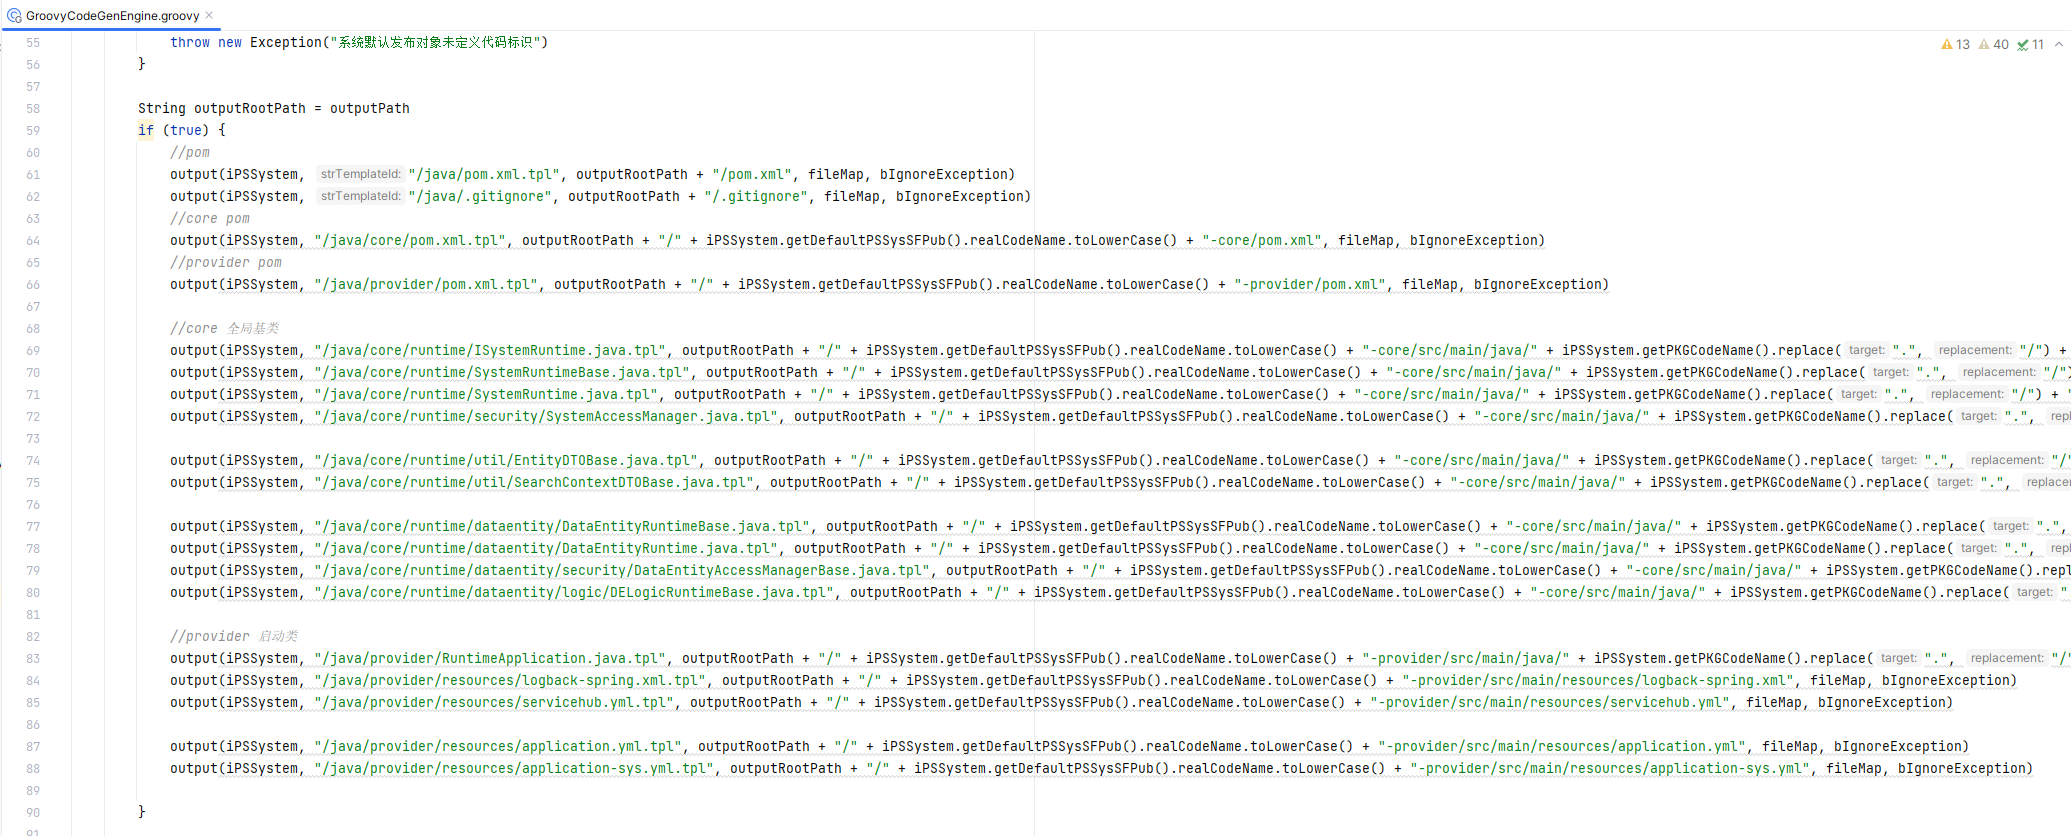 GroovyCodeGenEngine.groovy
13 40 11
55 throw new Exception("系统默认发布对象未定义代码标识")
56 }
57
58 String outputRootPath = outputPath
59 if (true) {
60 //pom
61 output(iPSSystem, strTemplateId: "/java/pom.xml.tpl", outputRootPath + "/pom.xml", fileMap, bIgnoreException)
62 output(iPSSystem, strTemplateId: "/java/.gitignore", outputRootPath + "/.gitignore", fileMap, bIgnoreException)
63 //core pom
64 output(iPSSystem, "/java/core/pom.xml.tpl", outputRootPath + "/" + iPSSystem.getDefaultPSSysSFPub().realCodeName.toLowerCase() + "-core/pom.xml", fileMap, bIgnoreException)
65 //provider pom
66 output(iPSSystem, "/java/provider/pom.xml.tpl", outputRootPath + "/" + iPSSystem.getDefaultPSSysSFPub().realCodeName.toLowerCase() + "-provider/pom.xml", fileMap, bIgnoreException)
67
68 //core 全局基类
69 output(iPSSystem, "/java/core/runtime/ISystemRuntime.java.tpl", outputRootPath + "/" + iPSSystem.getDefaultPSSysSFPub().realCodeName.toLowerCase() + "-core/src/main/java/" + iPSSystem.getPKGCodeName().replace( target: ".", replacement: "/") +
70 output(iPSSystem, "/java/core/runtime/SystemRuntimeBase.java.tpl", outputRootPath + "/" + iPSSystem.getDefaultPSSysSFPub().realCodeName.toLowerCase() + "-core/src/main/java/" + iPSSystem.getPKGCodeName().replace( target: ".", replacement: "/")
71 output(iPSSystem, "/java/core/runtime/SystemRuntime.java.tpl", outputRootPath + "/" + iPSSystem.getDefaultPSSysSFPub().realCodeName.toLowerCase() + "-core/src/main/java/" + iPSSystem.getPKGCodeName().replace( target: ".", replacement: "/") + "
72 output(iPSSystem, "/java/core/runtime/security/SystemAccessManager.java.tpl", outputRootPath + "/" + iPSSystem.getDefaultPSSysSFPub().realCodeName.toLowerCase() + "-core/src/main/java/" + iPSSystem.getPKGCodeName().replace( target: ".", repl
73
74 output(iPSSystem, "/java/core/runtime/util/EntityDTOBase.java.tpl", outputRootPath + "/" + iPSSystem.getDefaultPSSysSFPub().realCodeName.toLowerCase() + "-core/src/main/java/" + iPSSystem.getPKGCodeName().replace( target: ".", replacement: "/"
75 output(iPSSystem, "/java/core/runtime/util/SearchContextDTOBase.java.tpl", outputRootPath + "/" + iPSSystem.getDefaultPSSysSFPub().realCodeName.toLowerCase() + "-core/src/main/java/" + iPSSystem.getPKGCodeName().replace( target: ".", replacem
76
77 output(iPSSystem, "/java/core/runtime/dataentity/DataEntityRuntimeBase.java.tpl", outputRootPath + "/" + iPSSystem.getDefaultPSSysSFPub().realCodeName.toLowerCase() + "-core/src/main/java/" + iPSSystem.getPKGCodeName().replace( target: ".",
78 output(iPSSystem, "/java/core/runtime/dataentity/DataEntityRuntime.java.tpl", outputRootPath + "/" + iPSSystem.getDefaultPSSysSFPub().realCodeName.toLowerCase() + "-core/src/main/java/" + iPSSystem.getPKGCodeName().replace( target: ".", repl
79 output(iPSSystem, "/java/core/runtime/dataentity/security/DataEntityAccessManagerBase.java.tpl", outputRootPath + "/" + iPSSystem.getDefaultPSSysSFPub().realCodeName.toLowerCase() + "-core/src/main/java/" + iPSSystem.getPKGCodeName().repl
80 output(iPSSystem, "/java/core/runtime/dataentity/logic/DELogicRuntimeBase.java.tpl", outputRootPath + "/" + iPSSystem.getDefaultPSSysSFPub().realCodeName.toLowerCase() + "-core/src/main/java/" + iPSSystem.getPKGCodeName().replace( target: "
81
82 //provider 启动类
83 output(iPSSystem, "/java/provider/RuntimeApplication.java.tpl", outputRootPath + "/" + iPSSystem.getDefaultPSSysSFPub().realCodeName.toLowerCase() + "-provider/src/main/java/" + iPSSystem.getPKGCodeName().replace( target: ".", replacement: "/"
84 output(iPSSystem, "/java/provider/resources/logback-spring.xml.tpl", outputRootPath + "/" + iPSSystem.getDefaultPSSysSFPub().realCodeName.toLowerCase() + "-provider/src/main/resources/logback-spring.xml", fileMap, bIgnoreException)
85 output(iPSSystem, "/java/provider/resources/servicehub.yml.tpl", outputRootPath + "/" + iPSSystem.getDefaultPSSysSFPub().realCodeName.toLowerCase() + "-provider/src/main/resources/servicehub.yml", fileMap, bIgnoreException)
86
87 output(iPSSystem, "/java/provider/resources/application.yml.tpl", outputRootPath + "/" + iPSSystem.getDefaultPSSysSFPub().realCodeName.toLowerCase() + "-provider/src/main/resources/application.yml", fileMap, bIgnoreException)
88 output(iPSSystem, "/java/provider/resources/application-sys.yml.tpl", outputRootPath + "/" + iPSSystem.getDefaultPSSysSFPub().realCodeName.toLowerCase() + "-provider/src/main/resources/application-sys.yml", fileMap, bIgnoreException)
89
90 }
91